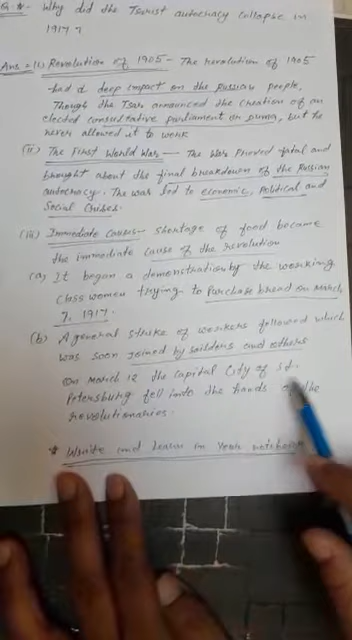 Q. N- Why did the Tsarist autocracy collapse in
1917?
Ans = (i) Revolution of 1905 - The revolution of 1905
had a deep impact on the Russian people,
Though the Tsar announced the creation of an
elected consultative parliament or Duma, but he
never allowed it to work
(ii) The First World War - The War Proved fatal and
brought about the final breakdown of the Russian
autocracy. The war led to economic, Political and
Social Crises.
(iii) Immediate Causes - shortage of food became
the immediate cause of the revolution
(a) It began a demonstration by the working
class women trying to Purchase bread on March
7, 1917.
(b) A general strike of workers followed which
was soon joined by soilders and others
On March 12 the Capital City of St.
Petersburg fell into the hands of the
revolutionaries.
* Write and learn in your